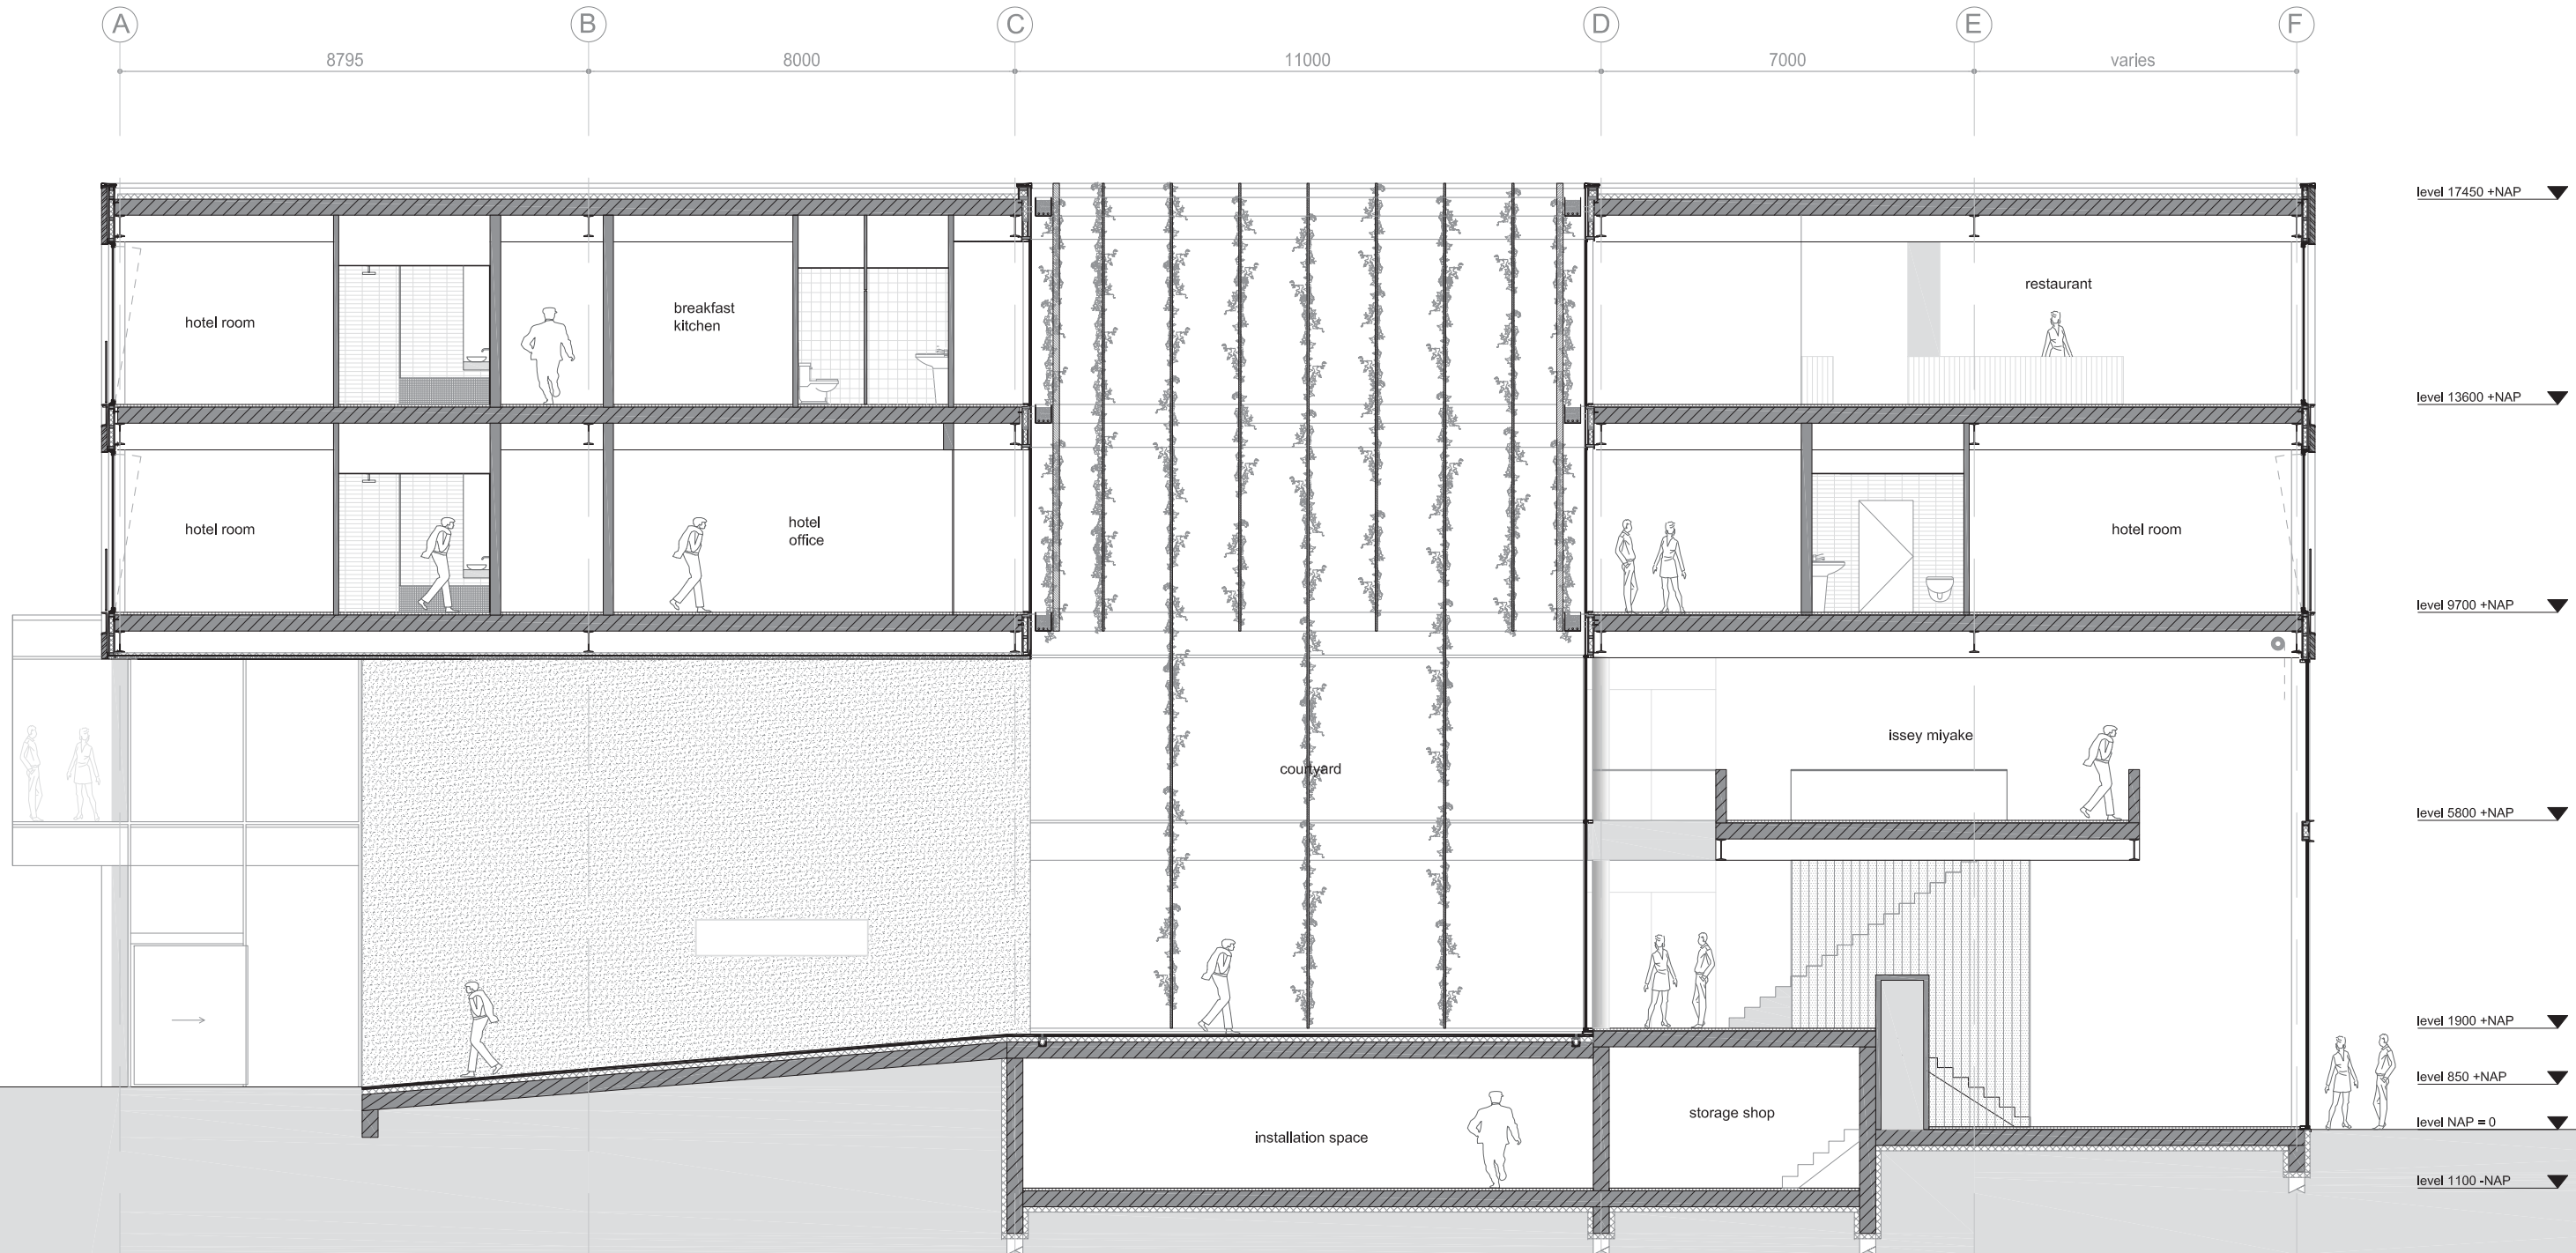 A
B
C
D
E
F
8795
8000
11000
7000
varies
level 17450 +NAP
hotel room
breakfast
kitchen
restaurant
level 13600 +NAP
hotel room
hotel
office
hotel room
level 9700 +NAP
issey miyake
courtyard
level 5800 +NAP
level 1900 +NAP
level 850 +NAP
storage shop
level NAP = 0
installation space
level 1100 -NAP